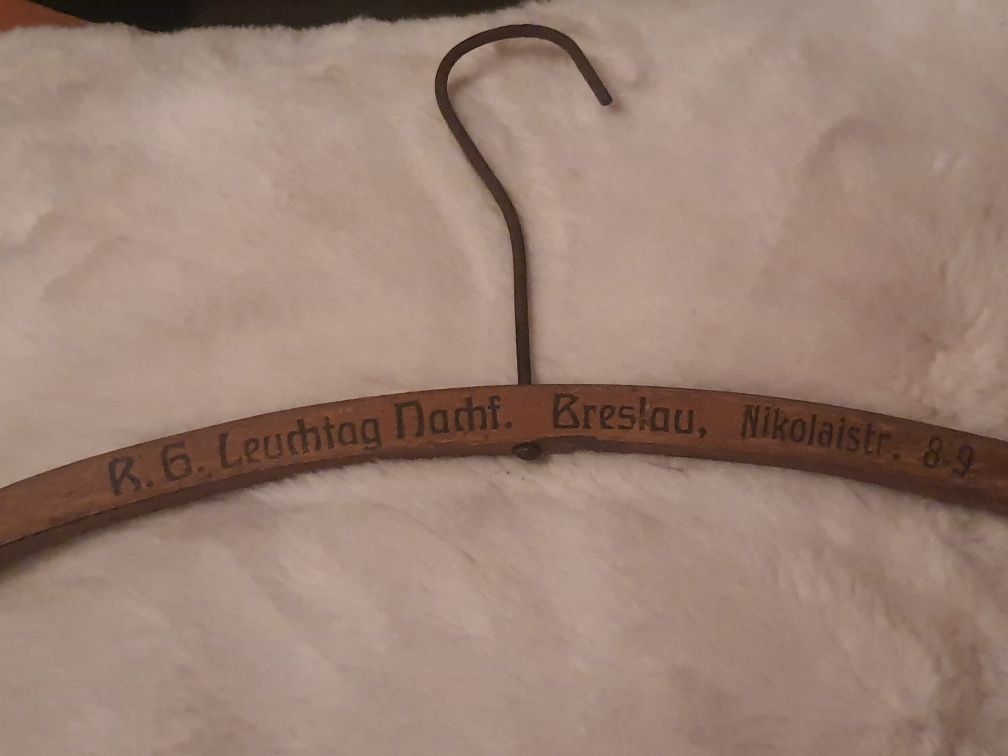 R. G. Leuchtag Nachf. Breslau, Nikolaistr. 8-9